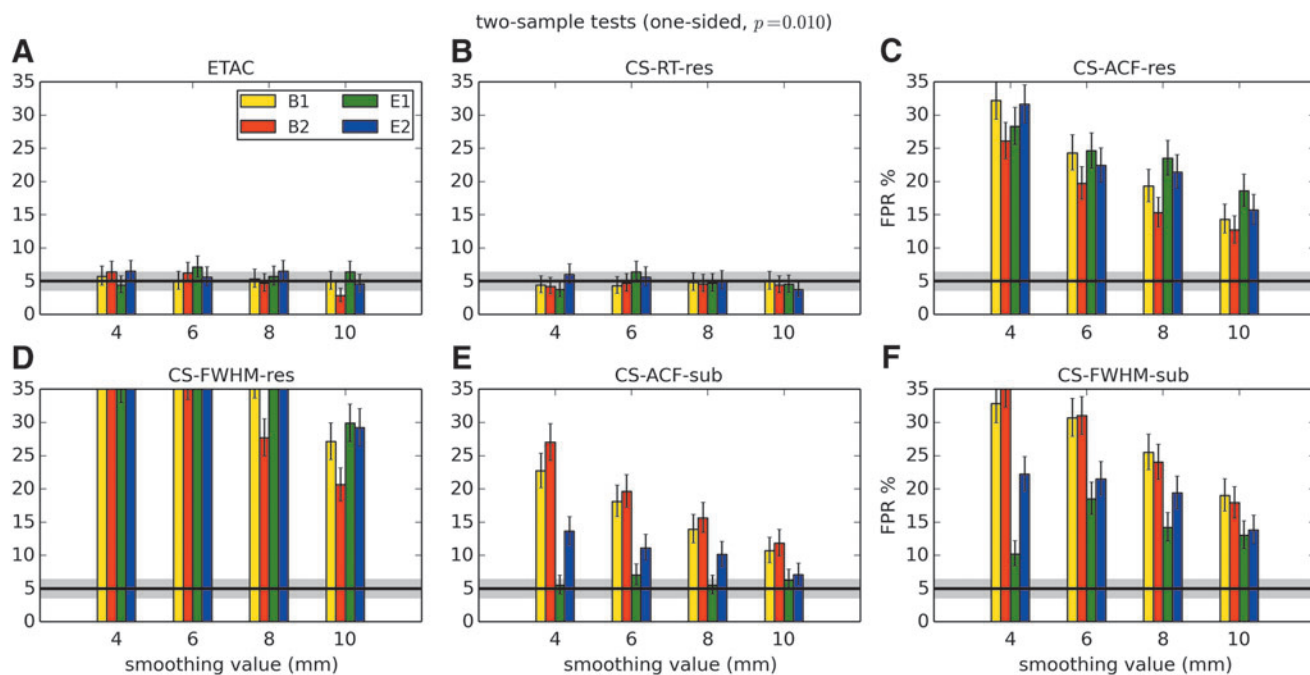 two-sample tests (one-sided, p=0.010)
A
ETAC
35
30
25
20
15
10
5
0
B1
E1
B2
E2
4 6 8 10
B
CS-RT-res
35
30
25
20
15
10
5
0
4 6 8 10
C
CS-ACF-res
FPR %
35
30
25
20
15
10
5
0
4 6 8 10
D
CS-FWHM-res
35
30
25
20
15
10
5
0
4 6 8 10
smoothing value (mm)
E
CS-ACF-sub
35
30
25
20
15
10
5
0
4 6 8 10
smoothing value (mm)
F
CS-FWHM-sub
FPR %
35
30
25
20
15
10
5
0
4 6 8 10
smoothing value (mm)